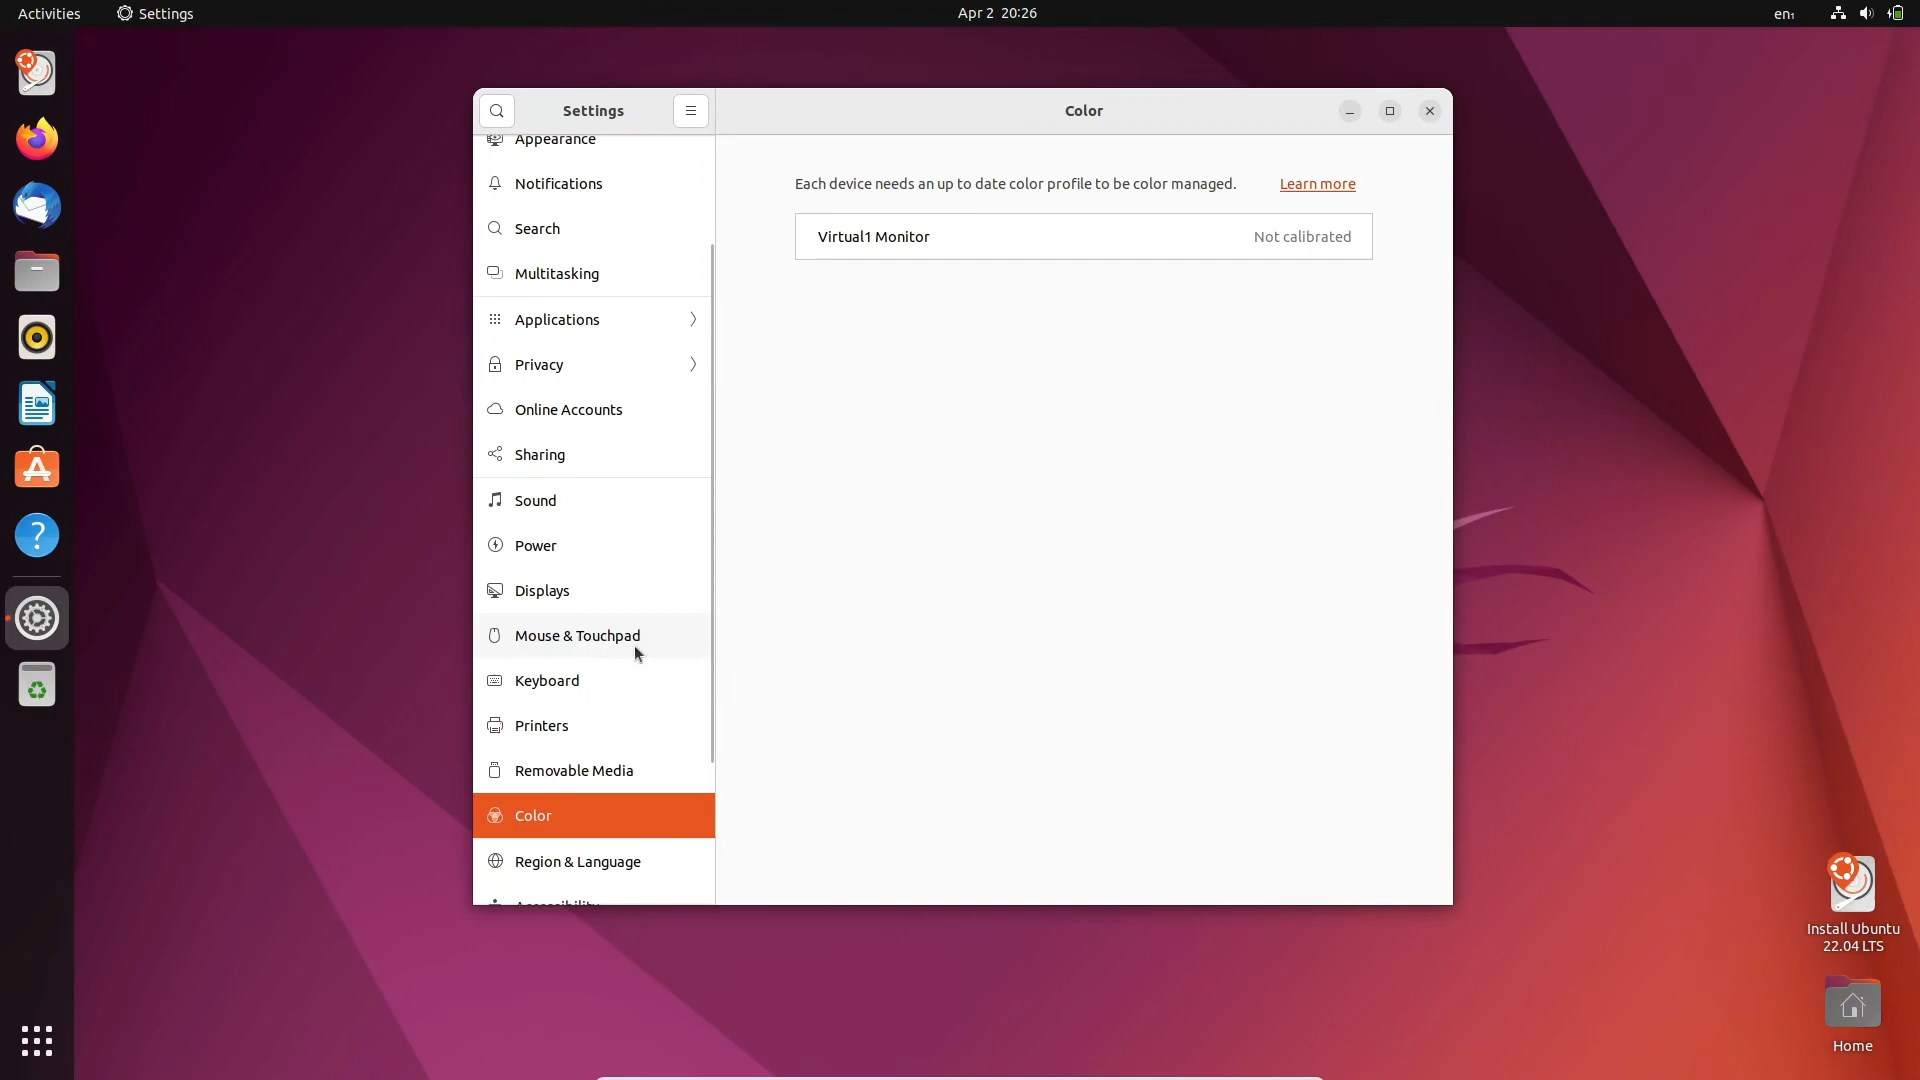 Activities
Settings
Apr 2 20:26
en₁
Settings
Color
Appearance
Notifications
Search
Multitasking
Applications
Privacy
Online Accounts
Sharing
Sound
Power
Displays
Mouse & Touchpad
Keyboard
Printers
Removable Media
Color
Region & Language
Accessibility
Each device needs an up to date color profile to be color managed.
Learn more
Virtual1 Monitor
Not calibrated
Install Ubuntu
22.04 LTS
Home